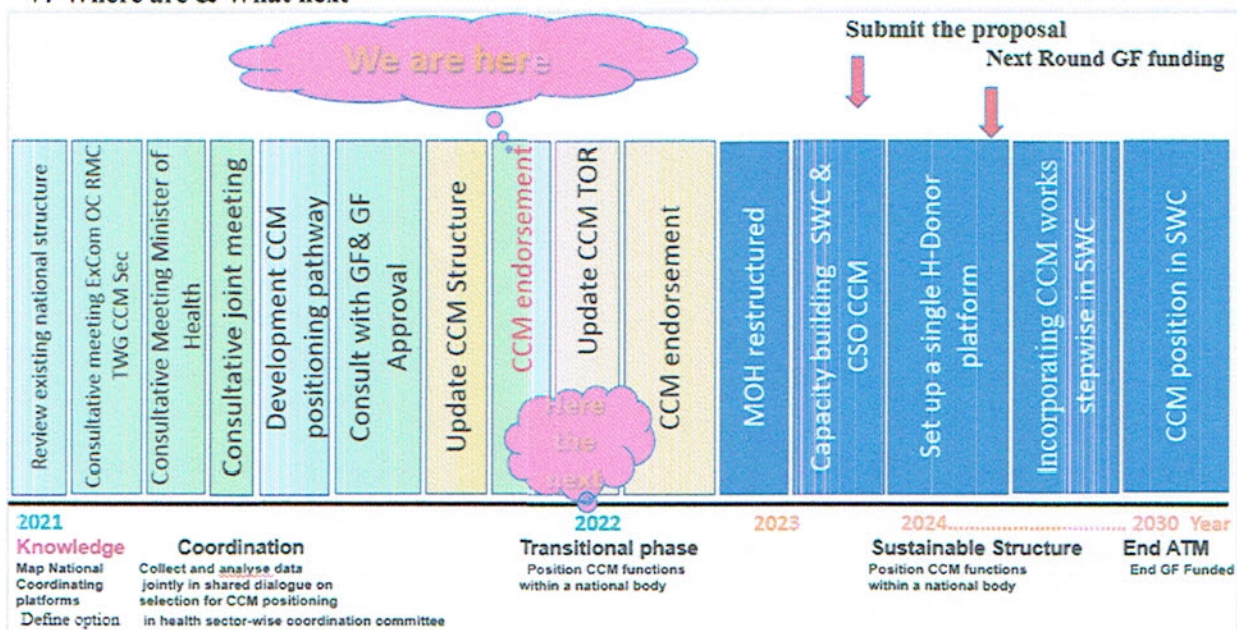 Where are & What next
We are here
Submit the proposal
Next Round GF funding
Review existing national structure
Consultative meeting ExCom OC RMC
TWG CCM Sec
Consultative Meeting Minister of
Health
Consultative joint meeting
Development CCM
positioning pathway
Consult with GF& GF
Approval
Update CCM Structure
CCM endorsement
Update CCM TOR
Here
the
next
CCM endorsement
MOH restructured
Capacity building SWC &
CSO CCM
Set up a single H-Donor
platform
Incorporating CCM works
stepwise in SWC
CCM position in SWC
2021 2022 2023 2024 2030 Year
Knowledge
Map National
Coordinating
platforms
Define option
Coordination
Collect and analyse data
jointly in shared dialogue on
selection for CCM positioning
in health sector-wise coordination committee
Transitional phase
Position CCM functions
within a national body
Sustainable Structure
Position CCM functions
within a national body
End ATM
End GF Funded